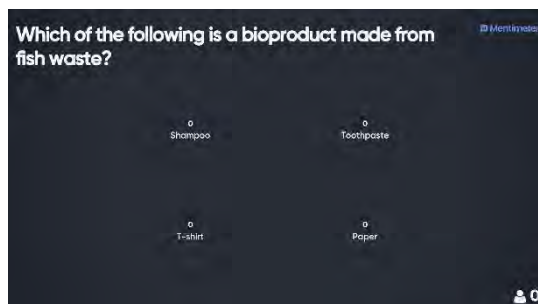 Which of the following is a bioproduct made from
fish waste?
Mentimeter
0
Shampoo
0
Toothpaste
0
T-shirt
0
Paper
0